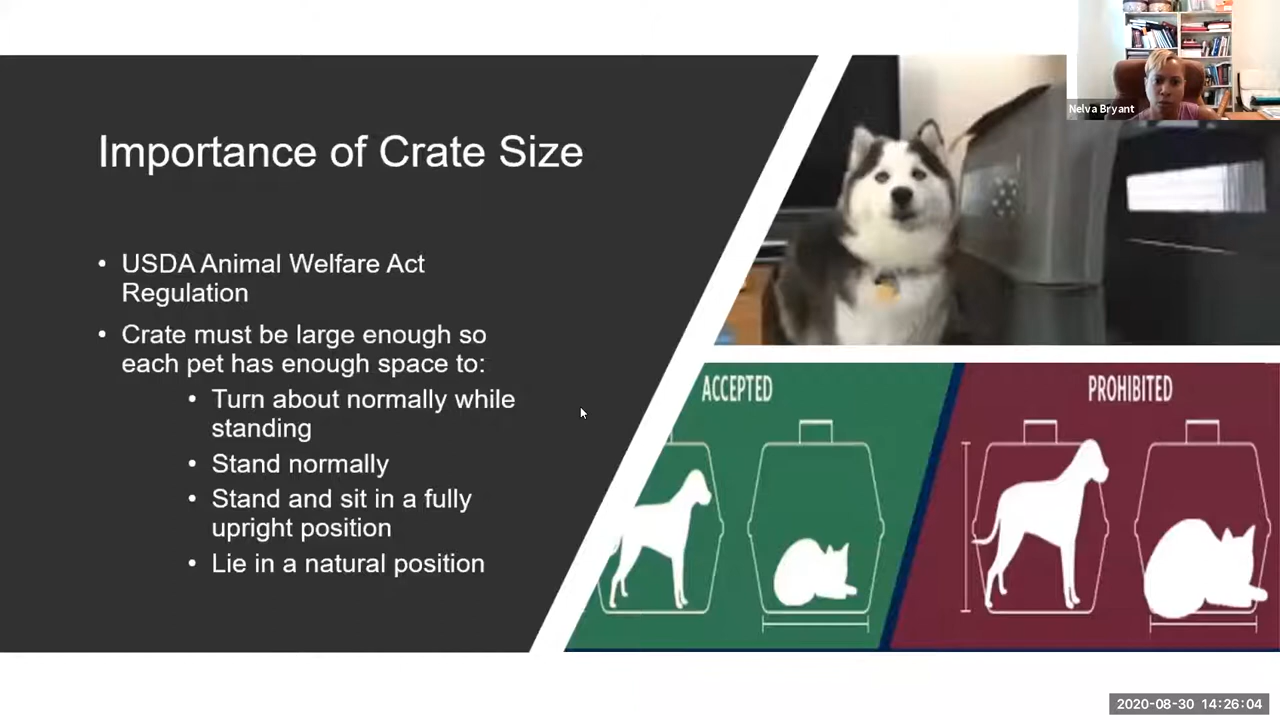 Nelva Bryant
Importance of Crate Size
• USDA Animal Welfare Act
Regulation
• Crate must be large enough so
each pet has enough space to:
• Turn about normally while
standing
• Stand normally
• Stand and sit in a fully
upright position
• Lie in a natural position
ACCEPTED
PROHIBITED
2020-08-30 14:26:04